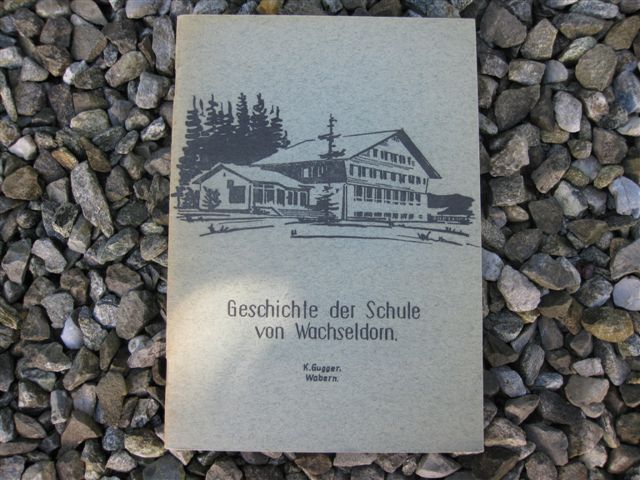 Geschichte der Schule
von Wachseldorn.
K. Gugger.
Wabern.